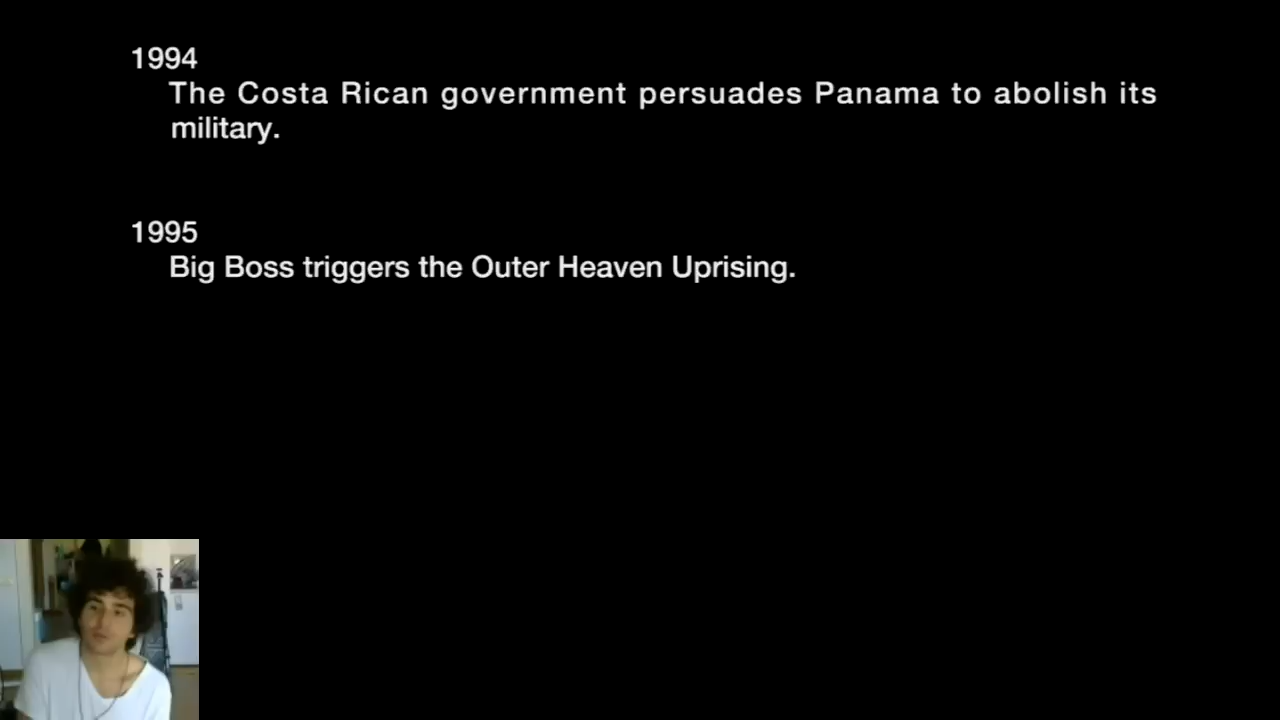 1994
The Costa Rican government persuades Panama to abolish its
military.
1995
Big Boss triggers the Outer Heaven Uprising.